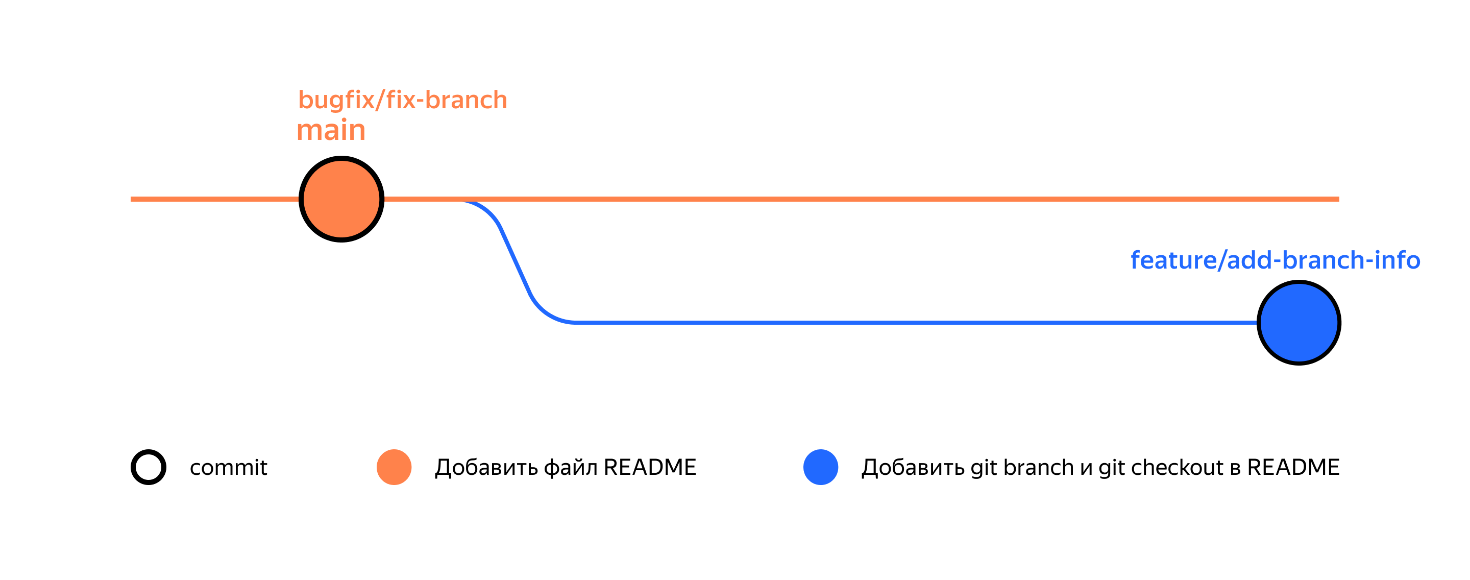 bugfix/fix-branch
main
feature/add-branch-info
commit
Добавить файл README
Добавить git branch и git checkout в README